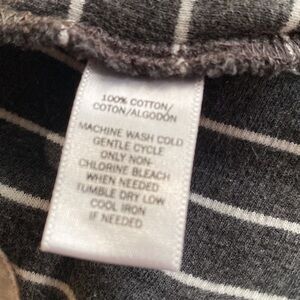 100% COTTON/
COTON/ALGODÓN
MACHINE WASH COLD
GENTLE CYCLE
ONLY NON-
CHLORINE BLEACH
WHEN NEEDED
TUMBLE DRY LOW
COOL IRON
IF NEEDED